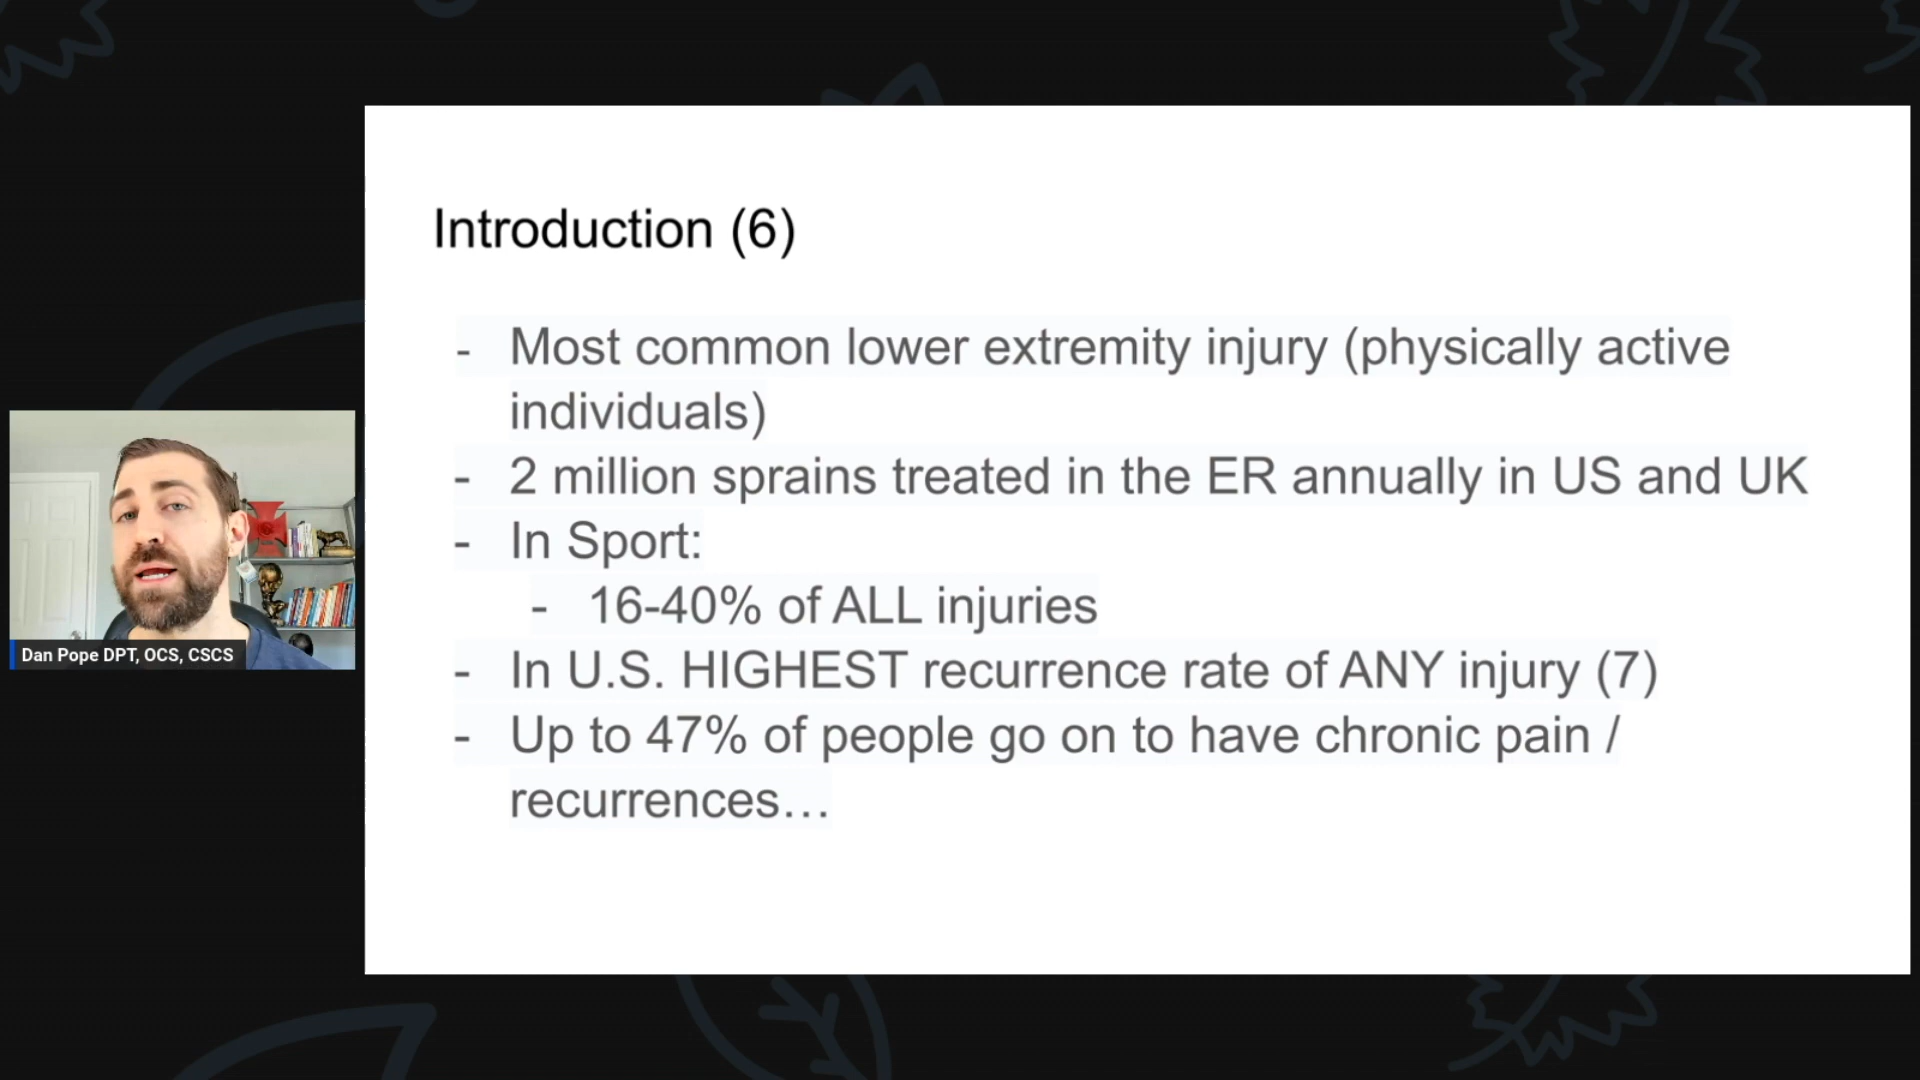 Introduction (6)
- Most common lower extremity injury (physically active
individuals)
- 2 million sprains treated in the ER annually in US and UK
- In Sport:
- 16-40% of ALL injuries
- In U.S. HIGHEST recurrence rate of ANY injury (7)
- Up to 47% of people go on to have chronic pain /
recurrences…
Dan Pope DPT, OCS, CSCS